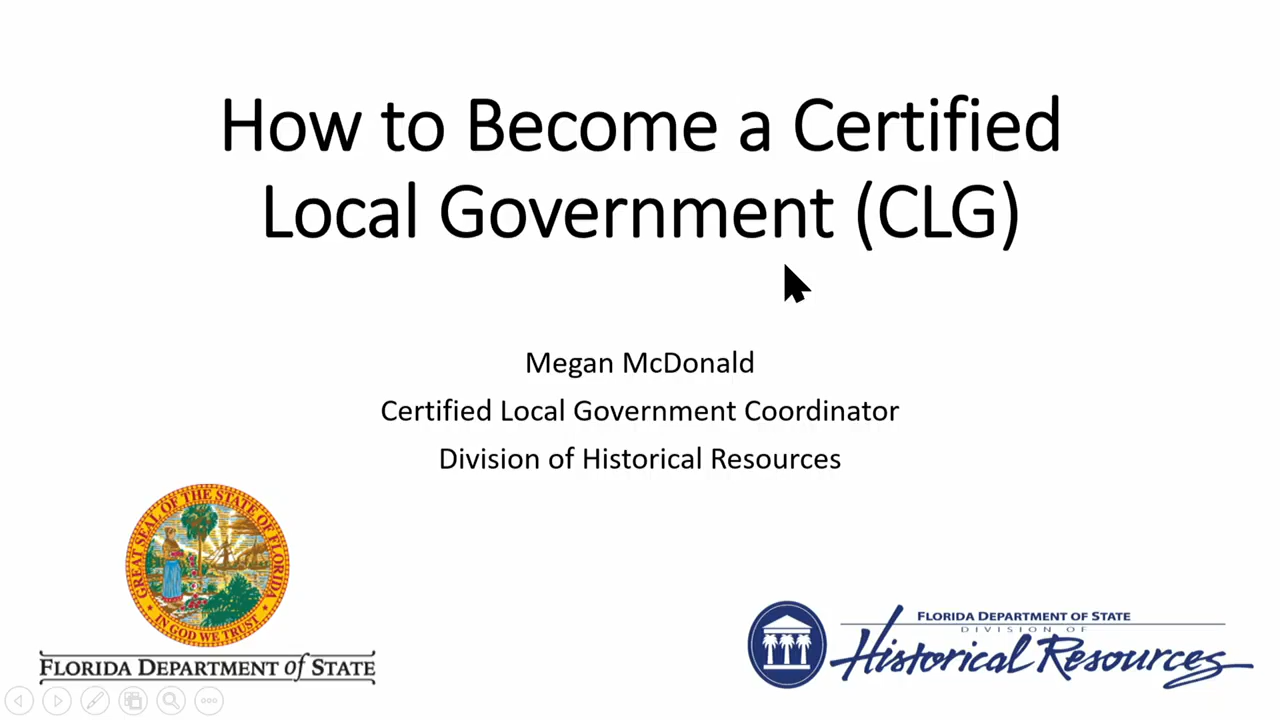 How to Become a Certified
Local Government (CLG)
Megan McDonald
Certified Local Government Coordinator
Division of Historical Resources
GREAT SEAL OF THE STATE OF FLORIDA
IN GOD WE TRUST
FLORIDA DEPARTMENT of STATE
FLORIDA DEPARTMENT OF STATE
DIVISION OF
Historical Resources